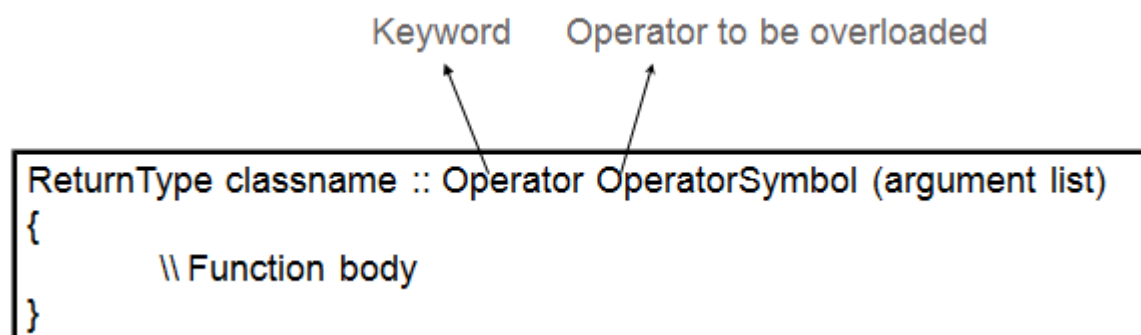 Keyword Operator to be overloaded
ReturnType classname :: Operator OperatorSymbol (argument list)
{
\\ Function body
}